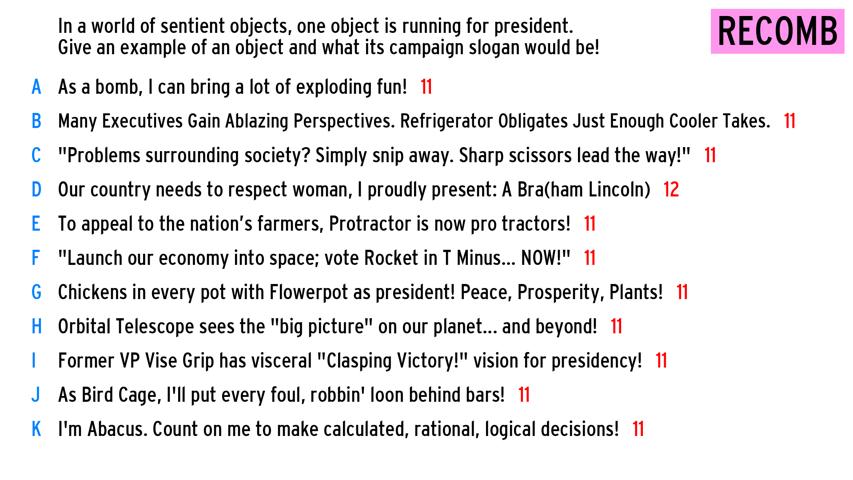 In a world of sentient objects, one object is running for president.
Give an example of an object and what its campaign slogan would be!
RECOMB
A As a bomb, I can bring a lot of exploding fun! 11
B Many Executives Gain Ablazing Perspectives. Refrigerator Obligates Just Enough Cooler Takes. 11
C "Problems surrounding society? Simply snip away. Sharp scissors lead the way!" 11
D Our country needs to respect woman, I proudly present: A Bra(ham Lincoln) 12
E To appeal to the nation's farmers, Protractor is now pro tractors! 11
F "Launch our economy into space; vote Rocket in T Minus... NOW!" 11
G Chickens in every pot with Flowerpot as president! Peace, Prosperity, Plants! 11
H Orbital Telescope sees the "big picture" on our planet... and beyond! 11
I Former VP Vise Grip has visceral "Clasping Victory!" vision for presidency! 11
J As Bird Cage, I'll put every foul, robbin' loon behind bars! 11
K I'm Abacus. Count on me to make calculated, rational, logical decisions! 11